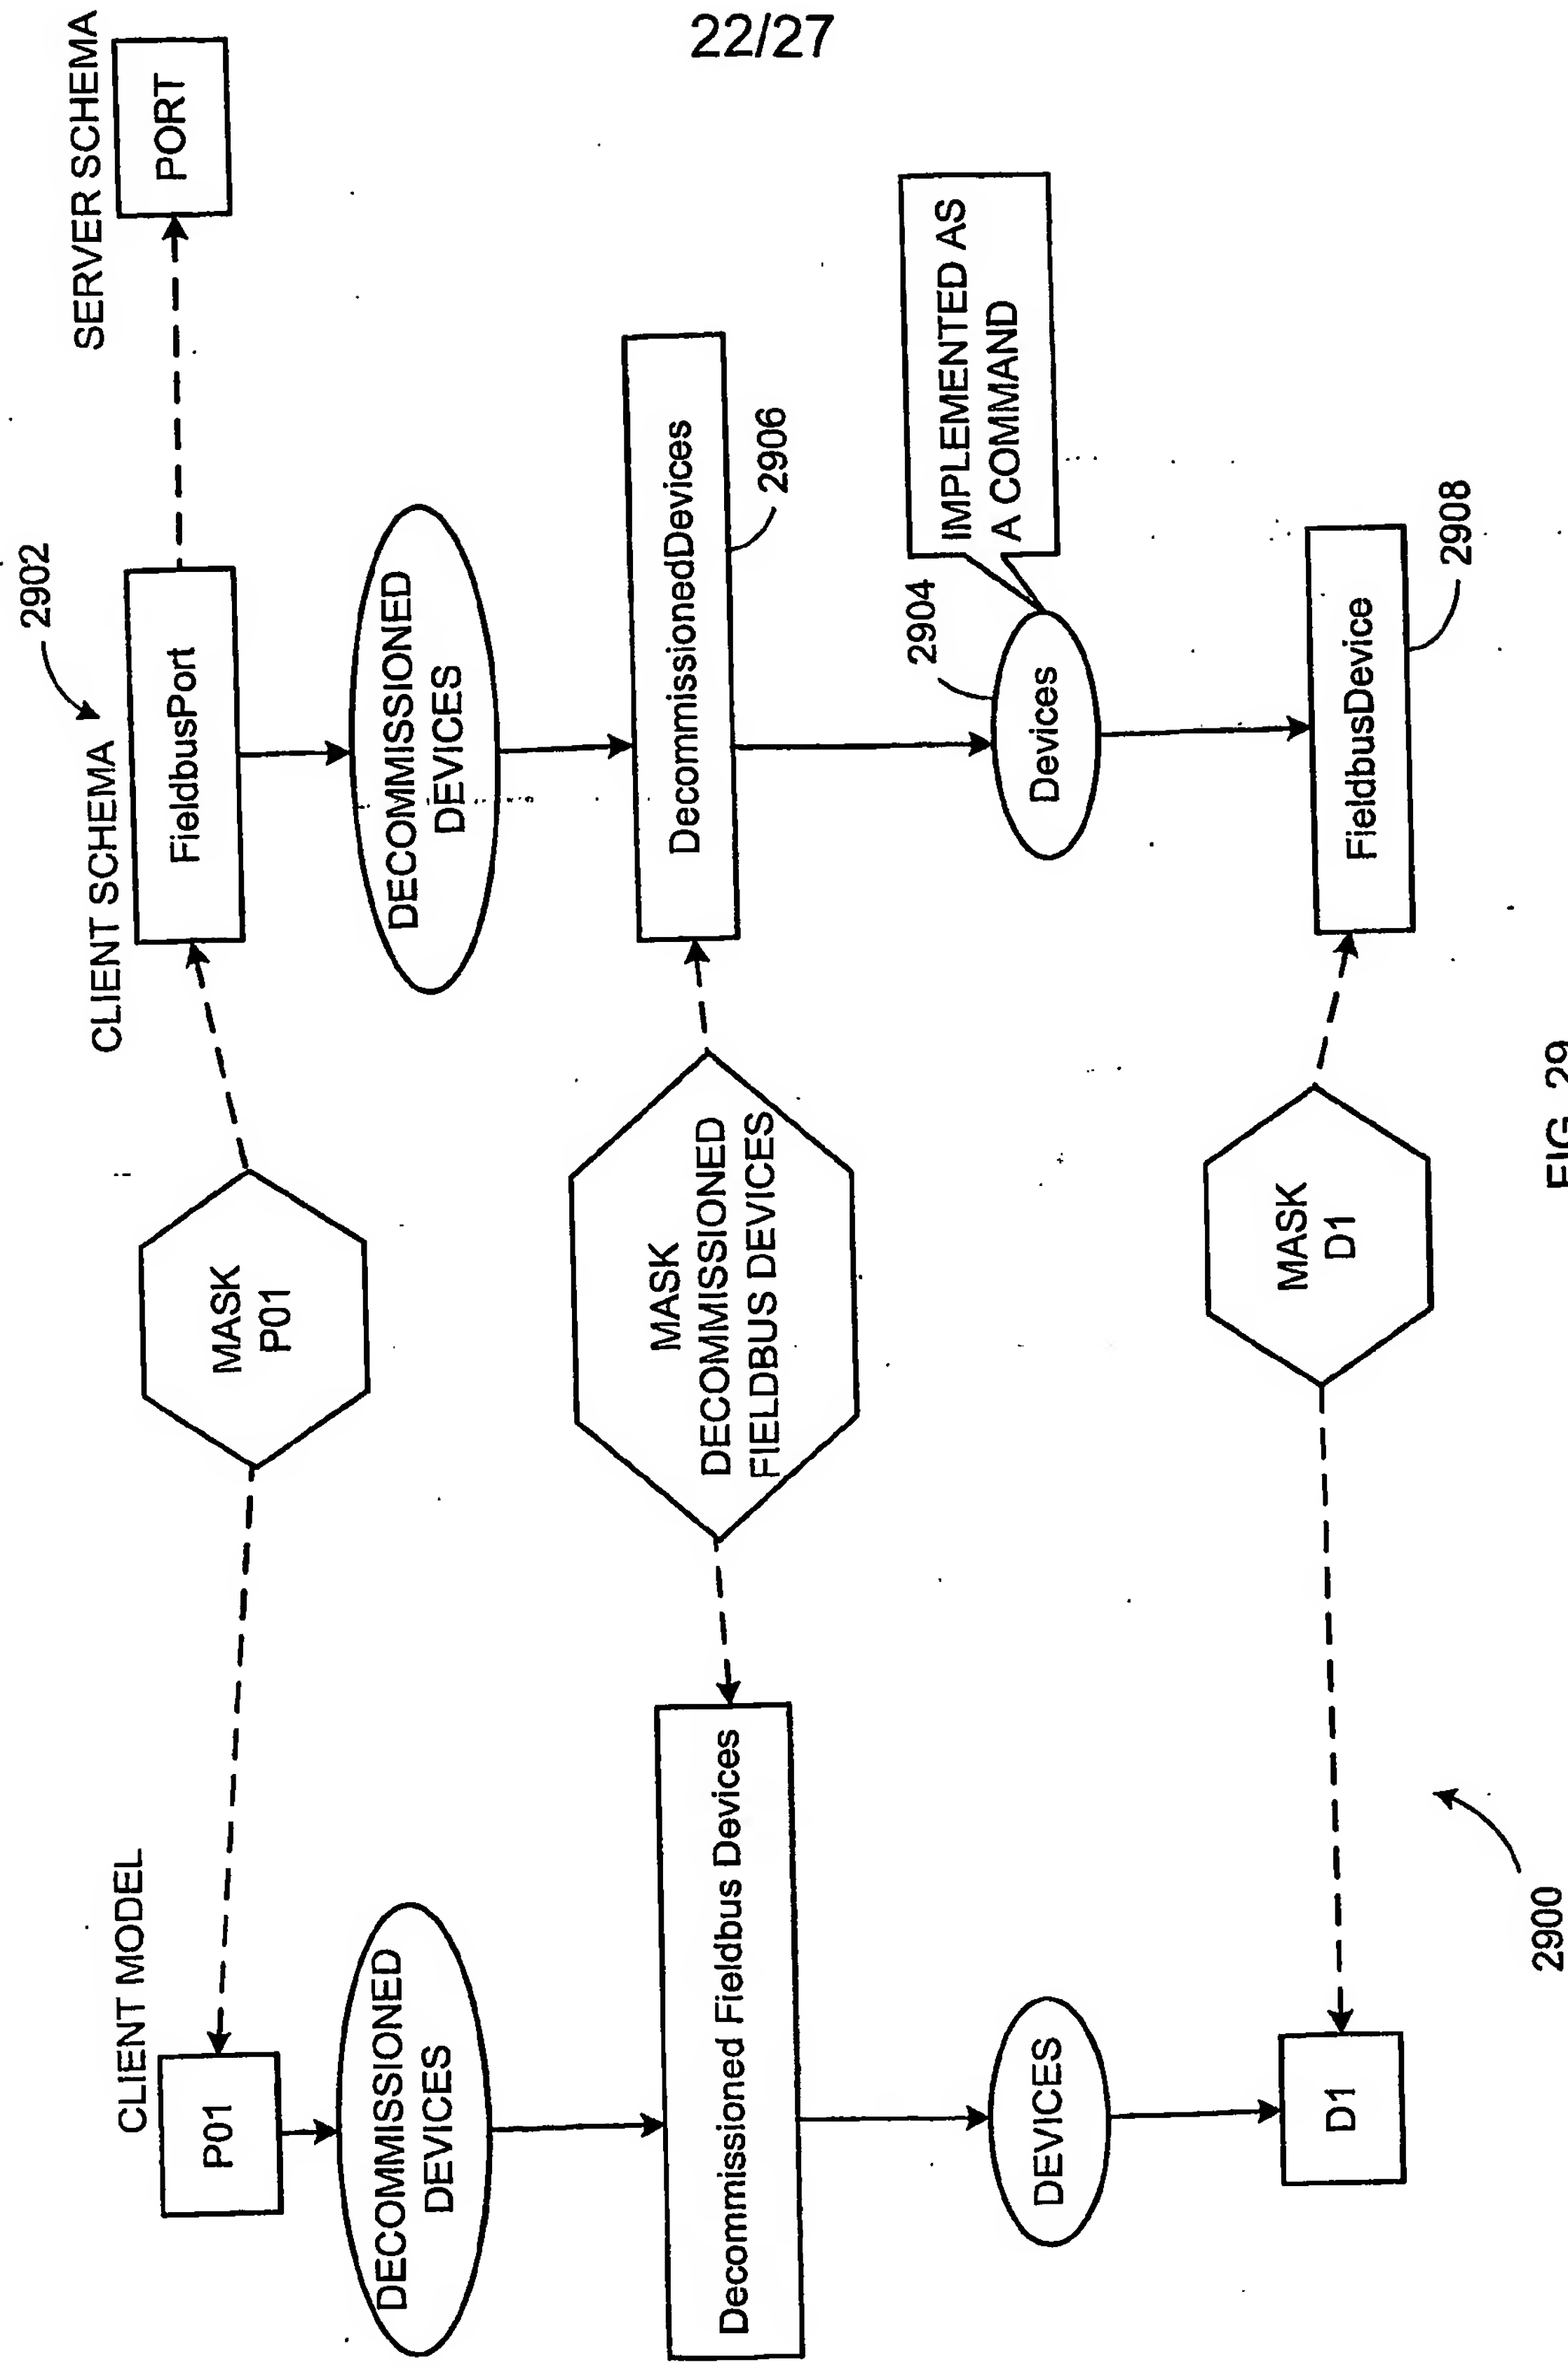 22/27
CLIENT MODEL
CLIENT SCHEMA
2902
SERVER SCHEMA
P01
MASK
P01
FieldbusPort
PORT
DECOMMISSIONED
DEVICES
DECOMMISSIONED
DEVICES
Decommissioned Fieldbus Devices
MASK
DECOMMISSIONED
FIELDBUS DEVICES
DecommissionedDevices
2906
DEVICES
Devices
2904
IMPLEMENTED AS
A COMMAND
D1
MASK
D1
FieldbusDevice
2908
2900
FIG. 29